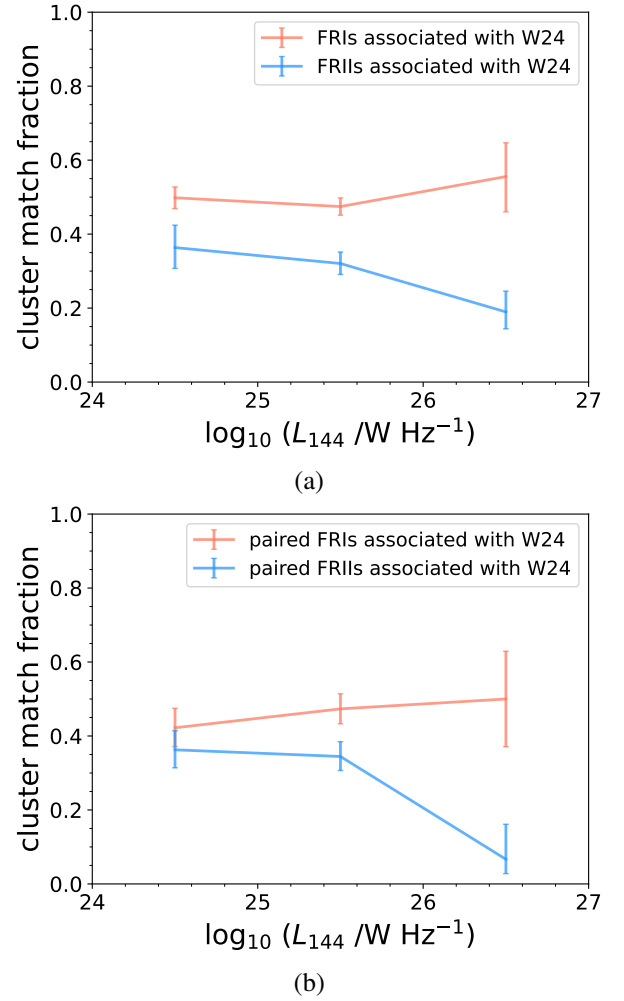 FRIs associated with W24
FRIIs associated with W24
cluster match fraction
1.0
0.8
0.6
0.4
0.2
0.0
24 25 26 27
log₁₀ (L₁₄₄ /W Hz⁻¹)
(a)
paired FRIs associated with W24
paired FRIIs associated with W24
cluster match fraction
1.0
0.8
0.6
0.4
0.2
0.0
24 25 26 27
log₁₀ (L₁₄₄ /W Hz⁻¹)
(b)